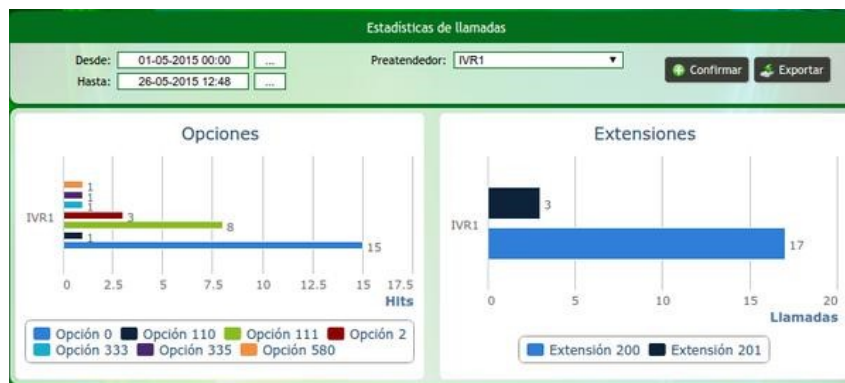 Estadísticas de llamadas
Desde: 01-05-2015 00:00 ... Preatendedor: IVR1
Hasta: 26-05-2015 12:48 ... Confirmar Exportar
Opciones
1
1
1
IVR1
3
8
1
15
0 2.5 5 7.5 10 12.5 15 17.5
Hits
Opción 0 Opción 110 Opción 111 Opción 2
Opción 333 Opción 335 Opción 580
Extensiones
3
IVR1
17
0 5 10 15 20
Llamadas
Extensión 200 Extensión 201